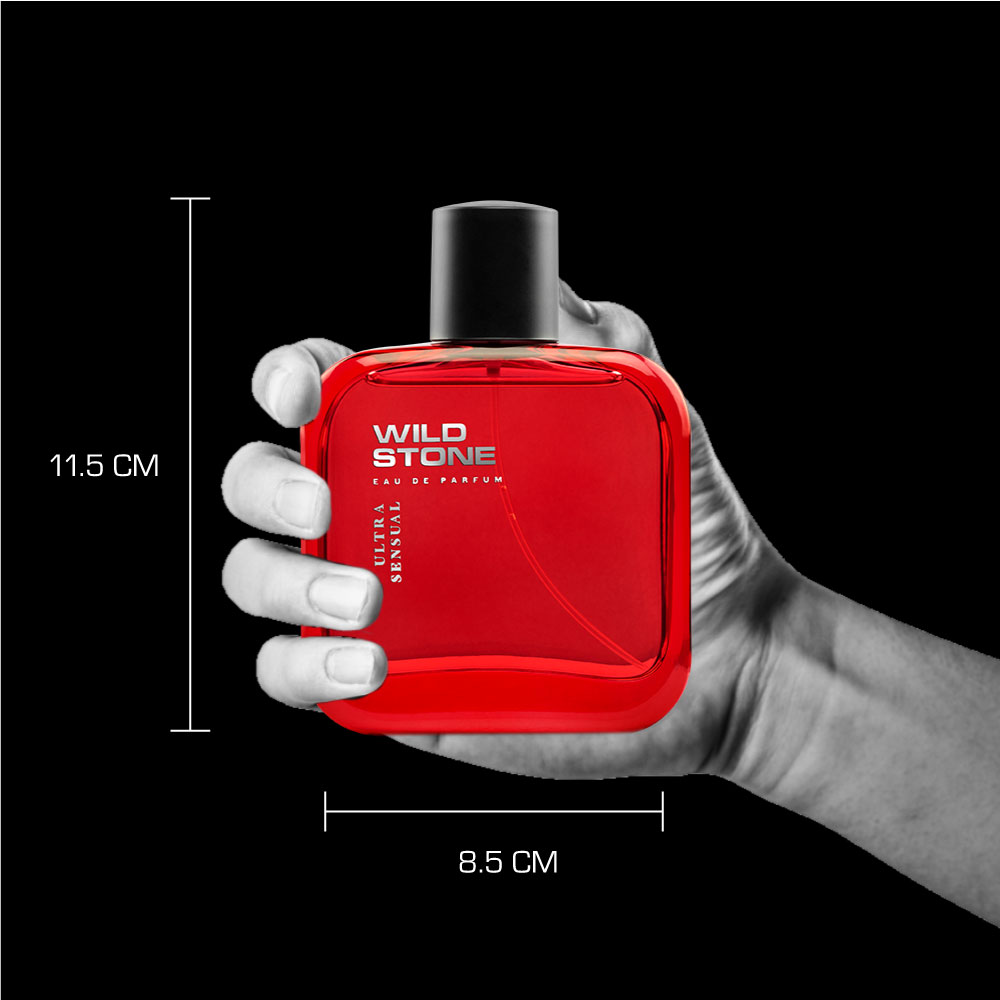 11.5 CM
WILD
STONE
EAU DE PARFUM
ULTRA
SENSUAL
8.5 CM